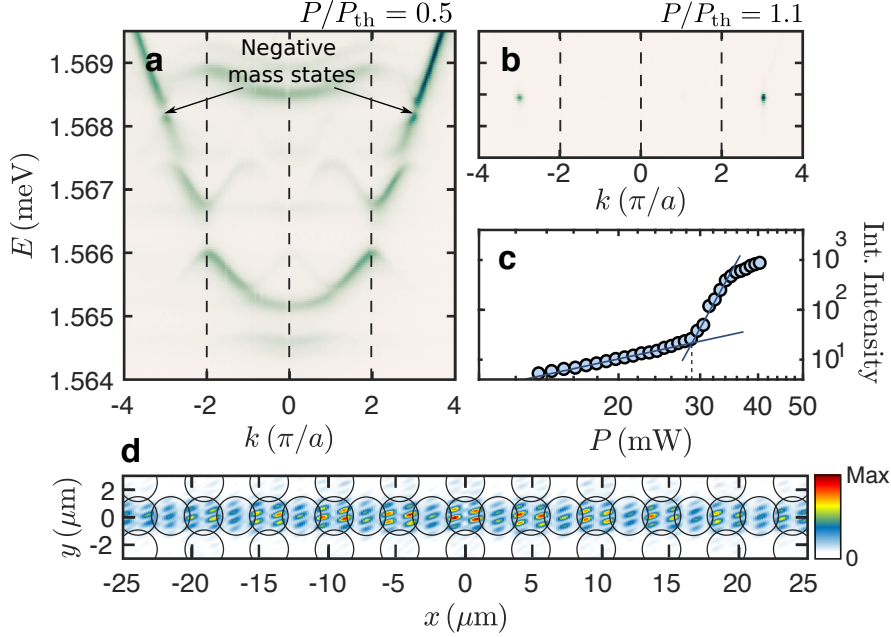 P/P_th = 0.5
P/P_th = 1.1
a
Negative
mass states
1.569
1.568
1.567
1.566
1.565
1.564
E (meV)
-4 -2 0 2 4
k (π/a)
b
-4 -2 0 2 4
k (π/a)
c
10^3
10^2
10^1
Int. Intensity
20 30 40 50
P (mW)
d
2
0
-2
y (μm)
-25 -20 -15 -10 -5 0 5 10 15 20 25
x (μm)
Max
0